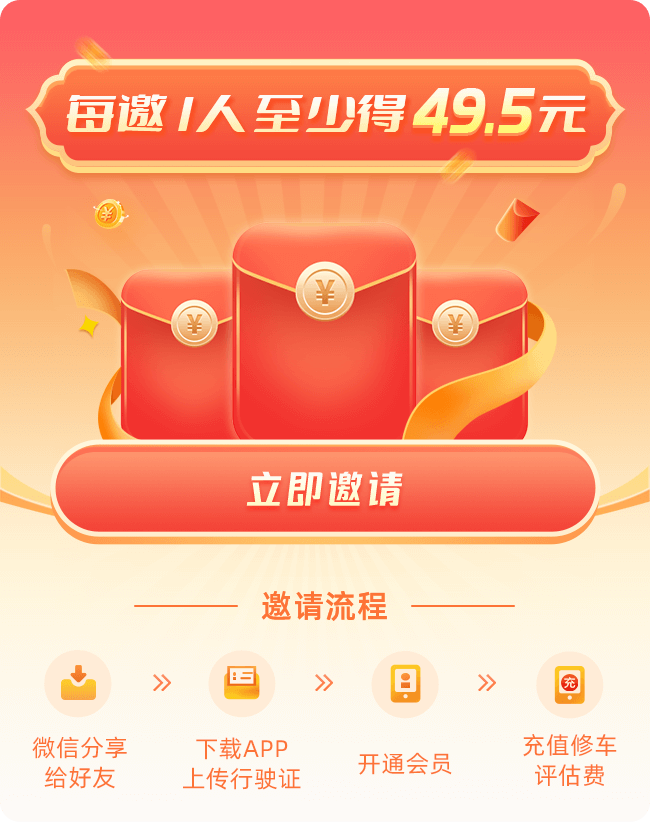 每邀1人至少得49.5元
¥
¥
¥
¥
立即邀请
邀请流程
充
微信分享
给好友
下载APP
上传行驶证
开通会员
充值修车
评估费